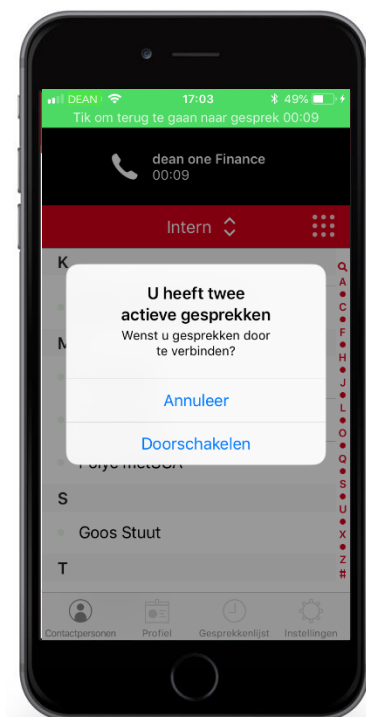 DEAN 17:03 49%
Tik om terug te gaan naar gesprek 00:09
dean one Finance
00:09
Intern
K
U heeft twee
actieve gesprekken
Wenst u gesprekken door
te verbinden?
Annuleer
Doorschakelen
S
Goos Stuut
T
A
C
F
H
J
L
O
Q
S
U
X
Z
#
Contactpersonen Profiel Gesprekkenlijst Instellingen